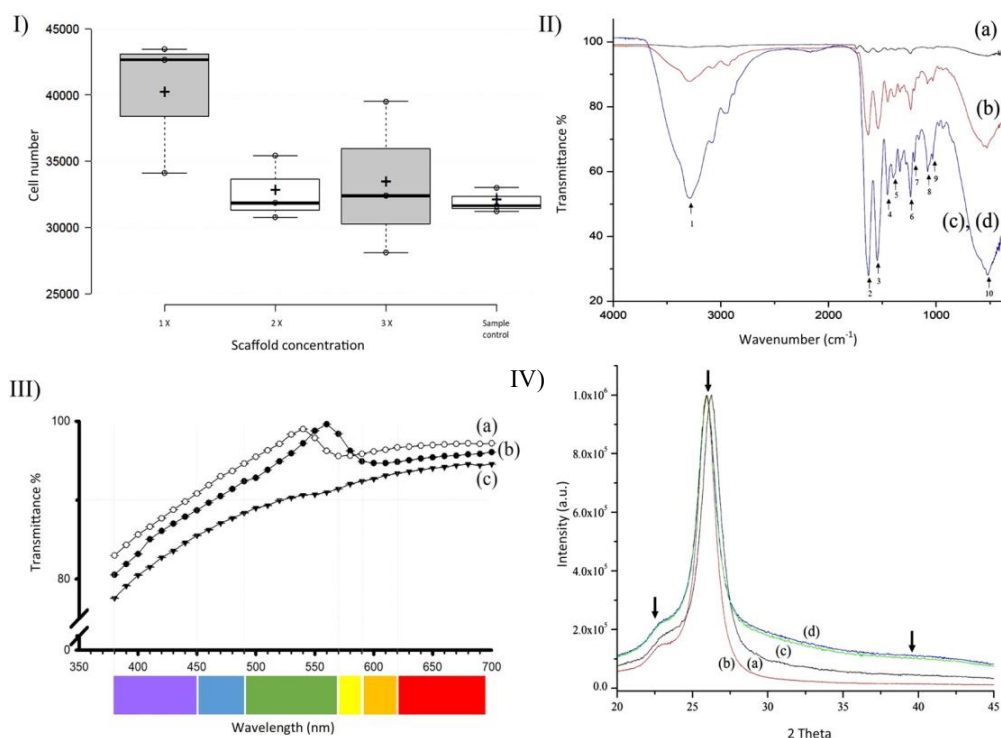 I)
45000
40000
35000
30000
25000
Cell number
1 X
2 X
3 X
Sample
control
Scaffold concentration
II)
100
80
60
40
20
Transmittance %
(a)
(b)
(c), (d)
1
2
3
4
5
6
7
8
9
10
4000
3000
2000
1000
Wavenumber (cm⁻¹)
III)
100
80
0
Transmittance %
(a)
(b)
(c)
350
400
450
500
550
600
650
700
Wavelength (nm)
IV)
1.0x10⁶
8.0x10⁵
6.0x10⁵
4.0x10⁵
2.0x10⁵
0.0
Intensity (a.u.)
(d)
(c)
(b)
(a)
20
25
30
35
40
45
2 Theta